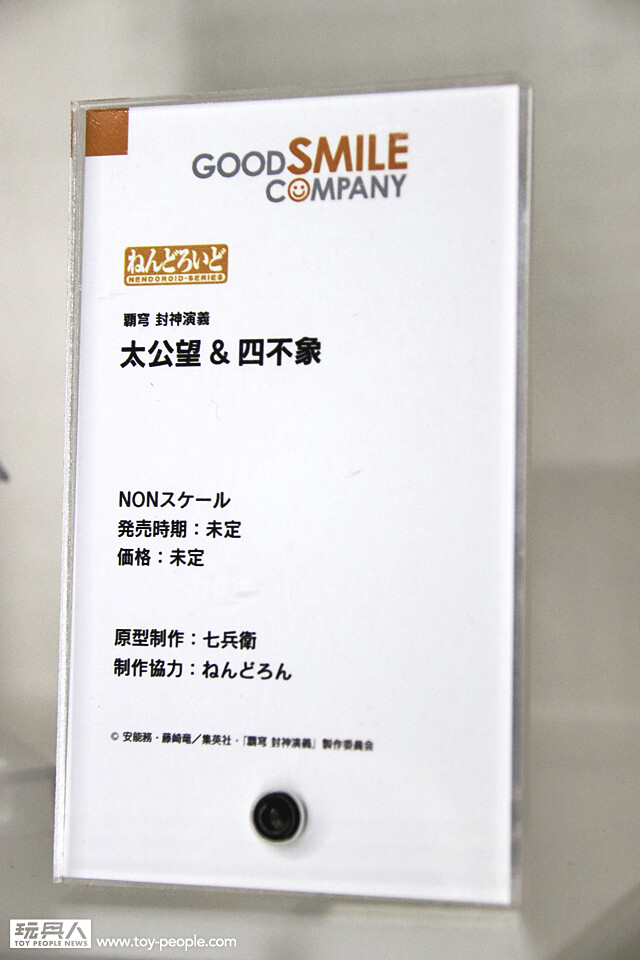 GOODSMILE
COMPANY
ねんどろいど
NENDOROID-SERIES
覇穹 封神演義
太公望 & 四不象
NONスケール
発売時期：未定
価格：未定
原型制作：七兵衛
制作協力：ねんどろん
© 安能務・藤崎竜／集英社・「覇穹 封神演義」製作委員会
玩具人
TOY PEOPLE NEWS
www.toy-people.com